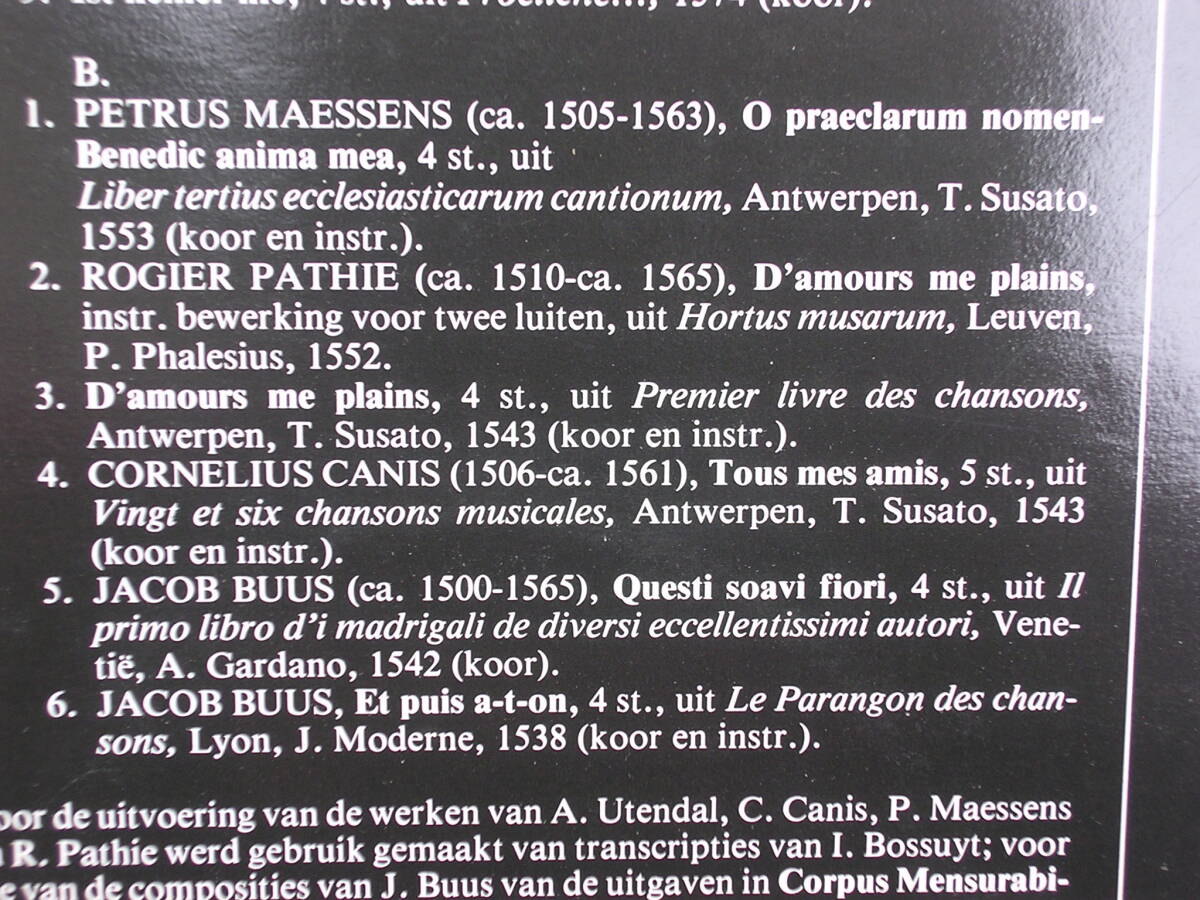 uit
(koor).
B.
1. PETRUS MAESSENS (ca. 1505-1563), O praeclarum nomen-
Benedic anima mea, 4 st., uit
Liber tertius ecclesiasticarum cantionum, Antwerpen, T. Susato,
1553 (koor en instr.).
2. ROGIER PATHIE (ca. 1510-ca. 1565), D'amours me plains,
instr. bewerking voor twee luiten, uit Hortus musarum, Leuven,
P. Phalesius, 1552.
3. D'amours me plains, 4 st., uit Premier livre des chansons,
Antwerpen, T. Susato, 1543 (koor en instr.).
4. CORNELIUS CANIS (1506-ca. 1561), Tous mes amis, 5 st., uit
Vingt et six chansons musicales, Antwerpen, T. Susato, 1543
(koor en instr.).
5. JACOB BUUS (ca. 1500-1565), Questi soavi fiori, 4 st., uit Il
primo libro d'i madrigali de diversi eccellentissimi autori, Vene-
tië, A. Gardano, 1542 (koor).
6. JACOB BUUS, Et puis a-t-on, 4 st., uit Le Parangon des chan-
sons, Lyon, J. Moderne, 1538 (koor en instr.).
oor de uitvoering van de werken van A. Utendal, C. Canis, P. Maessens
R. Pathie werd gebruik gemaakt van transcripties van I. Bossuyt; voor
van de composities van J. Buus van de uitgaven in Corpus Mensurabi-